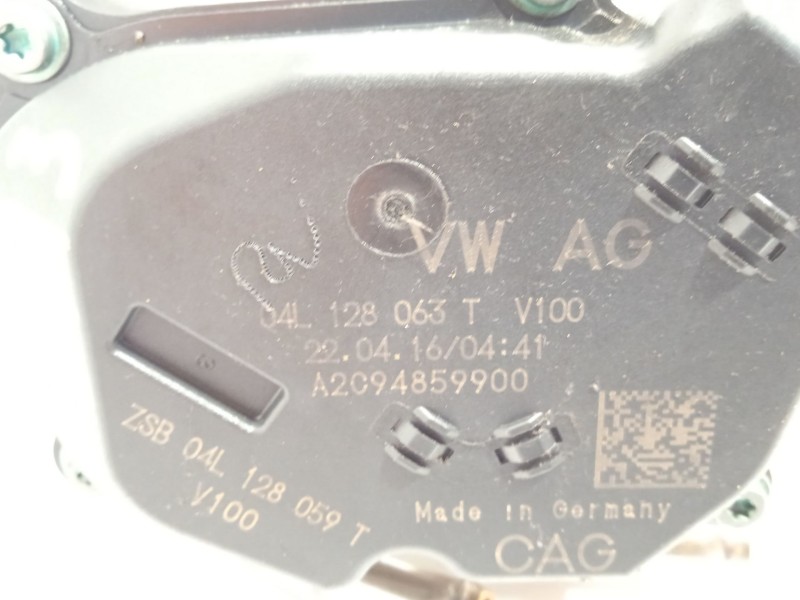 VW AG
04L 128 063 T V100
22.04.16/04:41
A2C94859900
ZSB 04L 128 059 T
V100
Made in Germany
CAG